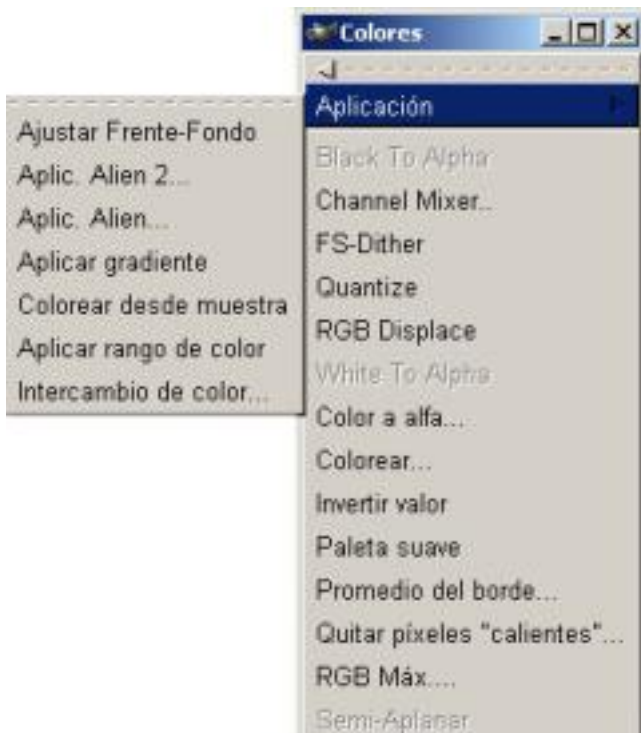 Colores
Aplicación
Black To Alpha
Channel Mixer..
FS-Dither
Quantize
RGB Displace
White To Alpha
Color a alfa...
Colorear...
Invertir valor
Paleta suave
Promedio del borde...
Quitar píxeles "calientes"...
RGB Máx....
Semi-Aplanar
Ajustar Frente-Fondo
Aplic. Alien 2...
Aplic. Alien...
Aplicar gradiente
Colorear desde muestra
Aplicar rango de color
Intercambio de color...